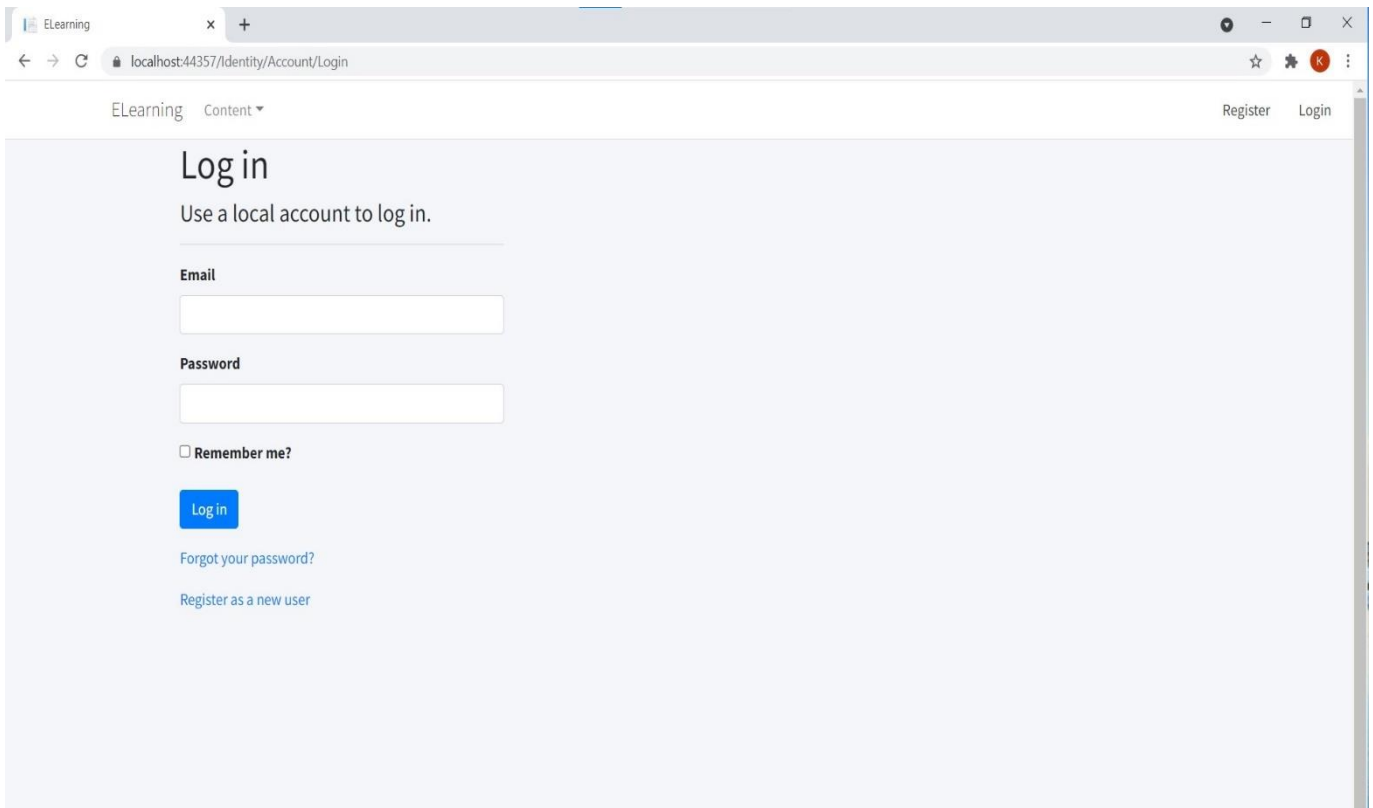 ELearning
localhost:44357/Identity/Account/Login
K
ELearning Content Register Login
Log in
Use a local account to log in.
Email
Password
Remember me?
Log in
Forgot your password?
Register as a new user